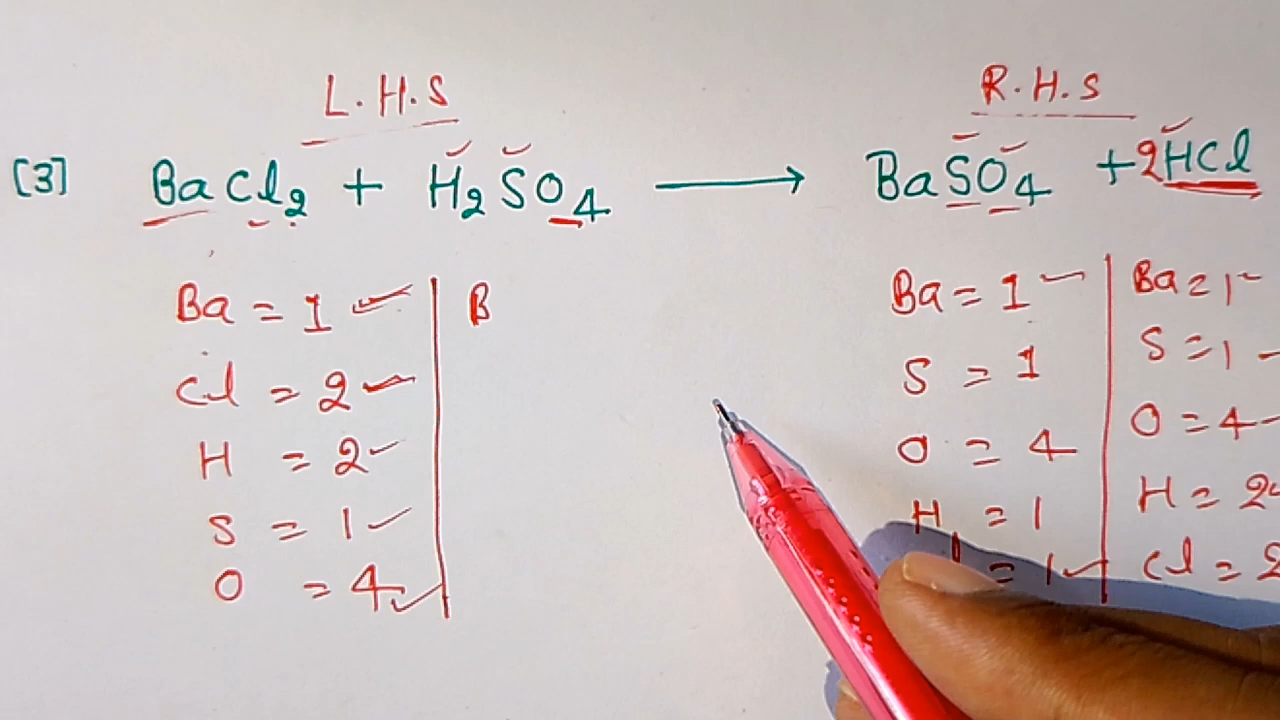 L.H.S R.H.S
[3] BaCl2 + H2SO4 → BaSO4 + 2HCl
Ba = 1 B Ba = 1 Ba = 1
Cl = 2 S = 1 S = 1
H = 2 O = 4 O = 4
S = 1 H = 1 H = 2
O = 4 = 1 Cl = 2